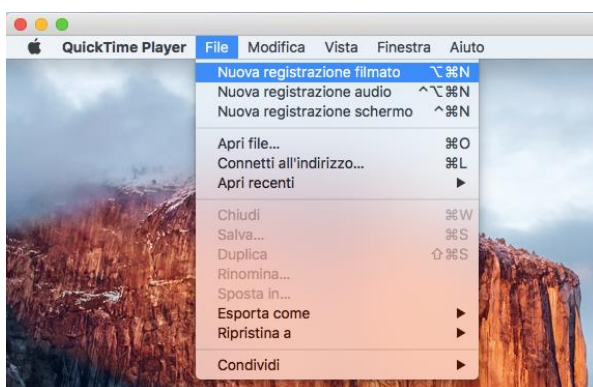 QuickTime Player File Modifica Vista Finestra Aiuto
Nuova registrazione filmato ⌥⌘N
Nuova registrazione audio ^⌥⌘N
Nuova registrazione schermo ^⌘N
Apri file... ⌘O
Connetti all'indirizzo... ⌘L
Apri recenti ▶
Chiudi ⌘W
Salva... ⌘S
Duplica ⇧⌘S
Rinomina...
Sposta in...
Esporta come ▶
Ripristina a ▶
Condividi ▶